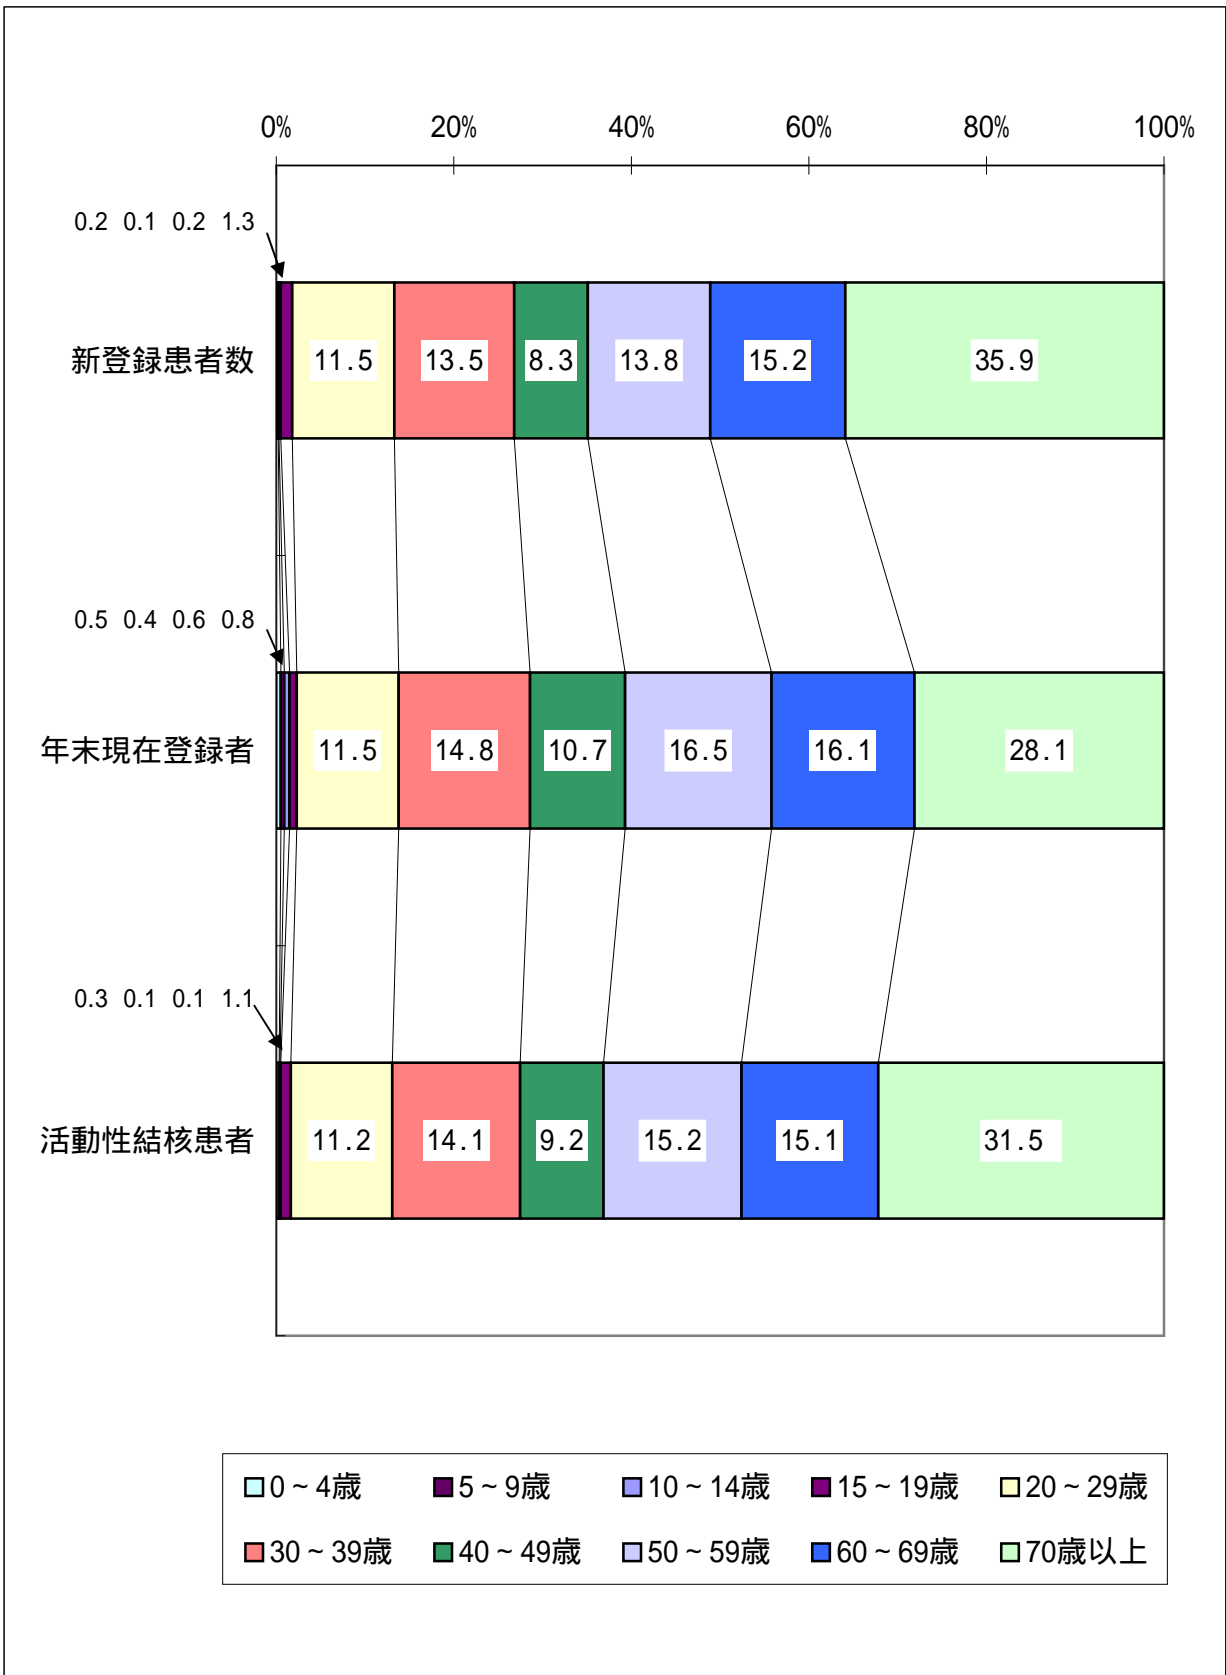 0% 20% 40% 60% 80% 100%
0.2 0.1 0.2 1.3
新登録患者数 11.5 13.5 8.3 13.8 15.2 35.9
0.5 0.4 0.6 0.8
年末現在登録者 11.5 14.8 10.7 16.5 16.1 28.1
0.3 0.1 0.1 1.1
活動性結核患者 11.2 14.1 9.2 15.2 15.1 31.5
0～4歳 5～9歳 10～14歳 15～19歳 20～29歳
30～39歳 40～49歳 50～59歳 60～69歳 70歳以上